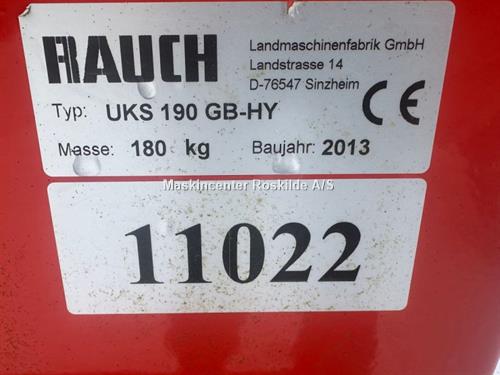 RAUCH
Landmaschinenfabrik GmbH
Landstrasse 14
D-76547 Sinzheim
Typ: UKS 190 GB-HY
CE
Masse: 180 kg Baujahr: 2013
Maskincenter Roskilde A/S
11022